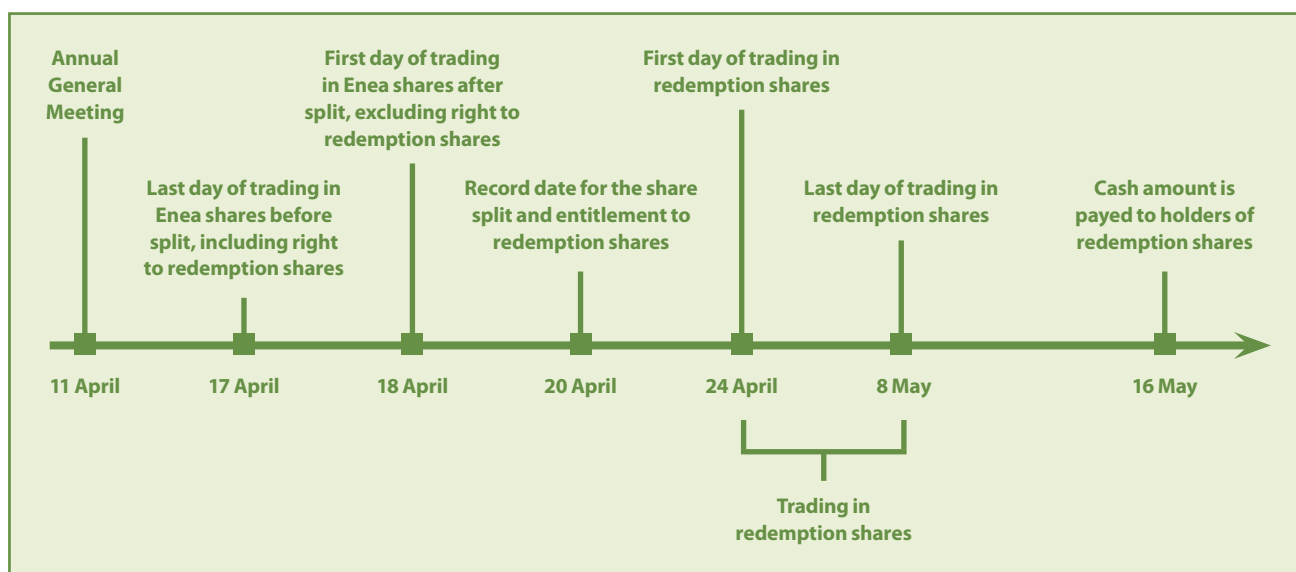 Annual
General
Meeting
First day of trading
in Enea shares after
split, excluding right to
redemption shares
First day of trading in
redemption shares
Last day of trading in
Enea shares before
split, including right
to redemption shares
Record date for the share
split and entitlement to
redemption shares
Last day of trading in
redemption shares
Cash amount is
payed to holders of
redemption shares
11 April
17 April
18 April
20 April
24 April
8 May
16 May
Trading in
redemption shares